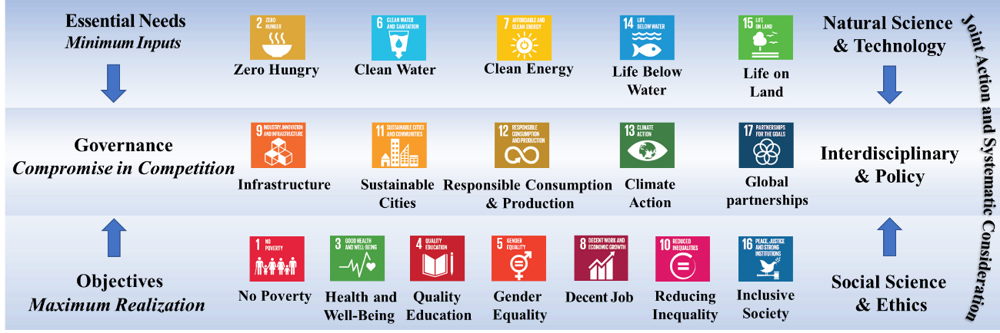 Essential Needs
Minimum Inputs
2 ZERO
HUNGER
Zero Hungry
6 CLEAN WATER
AND SANITATION
Clean Water
7 AFFORDABLE AND
CLEAN ENERGY
Clean Energy
14 LIFE
BELOW WATER
Life Below
Water
15 LIFE
ON LAND
Life on
Land
Natural Science
& Technology
Governance
Compromise in Competition
9 INDUSTRY, INNOVATION
AND INFRASTRUCTURE
Infrastructure
11 SUSTAINABLE CITIES
AND COMMUNITIES
Sustainable
Cities
12 RESPONSIBLE
CONSUMPTION
AND PRODUCTION
Responsible Consumption
& Production
13 CLIMATE
ACTION
Climate
Action
17 PARTNERSHIPS
FOR THE GOALS
Global
partnerships
Interdisciplinary
& Policy
Objectives
Maximum Realization
1 NO
POVERTY
No Poverty
3 GOOD HEALTH
AND WELL-BEING
Health and
Well-Being
4 QUALITY
EDUCATION
Quality
Education
5 GENDER
EQUALITY
Gender
Equality
8 DECENT WORK AND
ECONOMIC GROWTH
Decent Job
10 REDUCED
INEQUALITIES
Reducing
Inequality
16 PEACE, JUSTICE
AND STRONG
INSTITUTIONS
Inclusive
Society
Social Science
& Ethics
Joint Action and Systematic Consideration